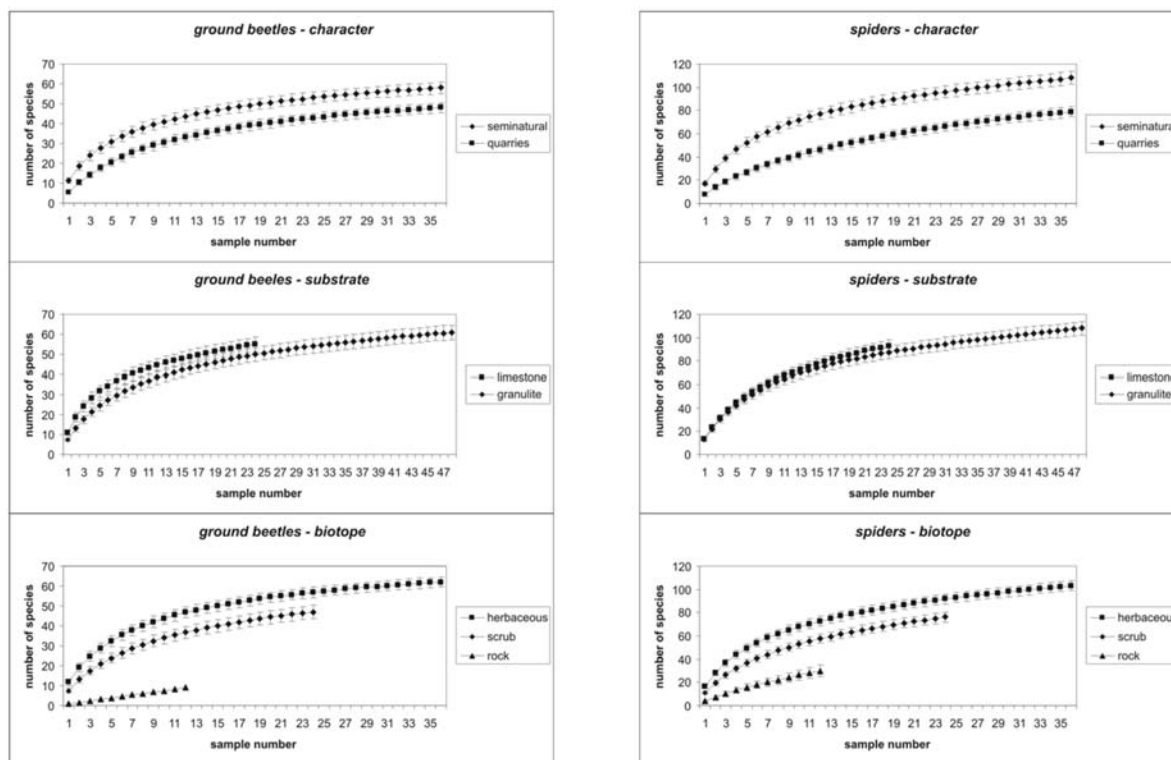 ground beetles - character
number of species
70
60
50
40
30
20
10
0
1 3 5 7 9 11 13 15 17 19 21 23 25 27 29 31 33 35
sample number
seminatural
quarries
spiders - character
number of species
120
100
80
60
40
20
0
1 3 5 7 9 11 13 15 17 19 21 23 25 27 29 31 33 35
sample number
seminatural
quarries
ground beeles - substrate
number of species
70
60
50
40
30
20
10
0
1 3 5 7 9 11 13 15 17 19 21 23 25 27 29 31 33 35 37 39 41 43 45 47
sample number
limestone
granulite
spiders - substrate
number of species
120
100
80
60
40
20
0
1 3 5 7 9 11 13 15 17 19 21 23 25 27 29 31 33 35 37 39 41 43 45 47
sample number
limestone
granulite
ground beetles - biotope
number of species
70
60
50
40
30
20
10
0
1 3 5 7 9 11 13 15 17 19 21 23 25 27 29 31 33 35
sample number
herbaceous
scrub
rock
spiders - biotope
number of species
120
100
80
60
40
20
0
1 3 5 7 9 11 13 15 17 19 21 23 25 27 29 31 33 35
sample number
herbaceous
scrub
rock